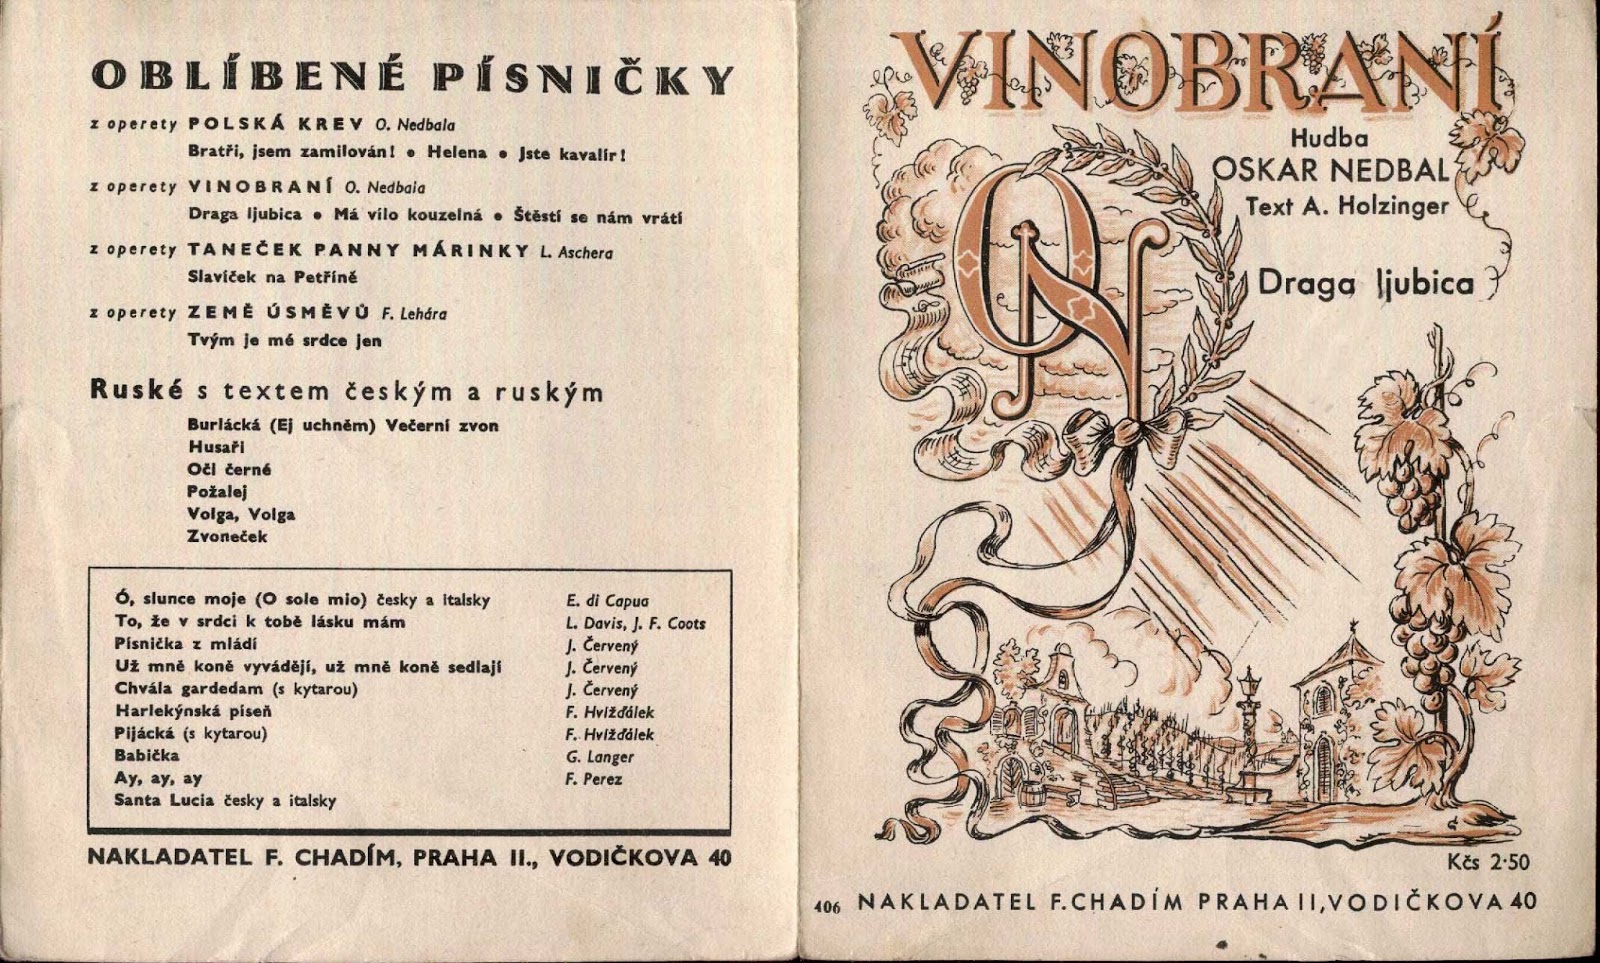 OBLÍBENÉ PÍSNIČKY
z operety POLSKÁ KREV O. Nedbala
Bratři, jsem zamilován! • Helena • Jste kavalír!
z operety VINOBRANÍ O. Nedbala
Draga ljubica • Má vílo kouzelná • Štěstí se nám vrátí
z operety TANEČEK PANNY MÁRINKY L. Aschera
Slavíček na Petříně
z operety ZEMĚ ÚSMĚVŮ F. Lehára
Tvým je mé srdce jen
Ruské s textem českým a ruským
Burlácká (Ej uchněm) Večerní zvon
Husaři
Oči černé
Požalej
Volga, Volga
Zvoneček
Ó, slunce moje (O sole mio) česky a italsky E. di Capua
To, že v srdci k tobě lásku mám L. Davis, J. F. Coots
Písnička z mládí J. Červený
Už mně koně vyvádějí, už mně koně sedlají J. Červený
Chvála gardedam (s kytarou) J. Červený
Harlekýnská píseň F. Hvížďálek
Pijácká (s kytarou) F. Hvížďálek
Babička G. Langer
Ay, ay, ay F. Perez
Santa Lucia česky a italsky
NAKLADATEL F. CHADÍM, PRAHA II., VODIČKOVA 40
VINOBRANÍ
Hudba
OSKAR NEDBAL
Text A. Holzinger
Draga ljubica
ON
Kčs 2·50
406 NAKLADATEL F. CHADÍM PRAHA II, VODIČKOVA 40